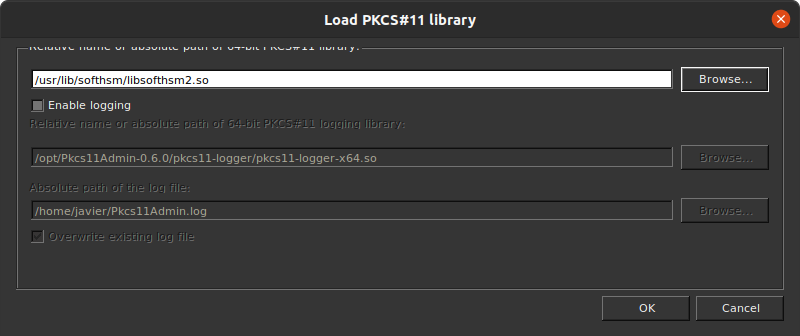 Load PKCS#11 library
Relative name or absolute path of 64-bit PKCS#11 library:
/usr/lib/softhsm/libsofthsm2.so
Browse...
Enable logging
Relative name or absolute path of 64-bit PKCS#11 logging library:
/opt/Pkcs11Admin-0.6.0/pkcs11-logger/pkcs11-logger-x64.so
Browse...
Absolute path of the log file:
/home/javier/Pkcs11Admin.log
Browse...
Overwrite existing log file
OK
Cancel